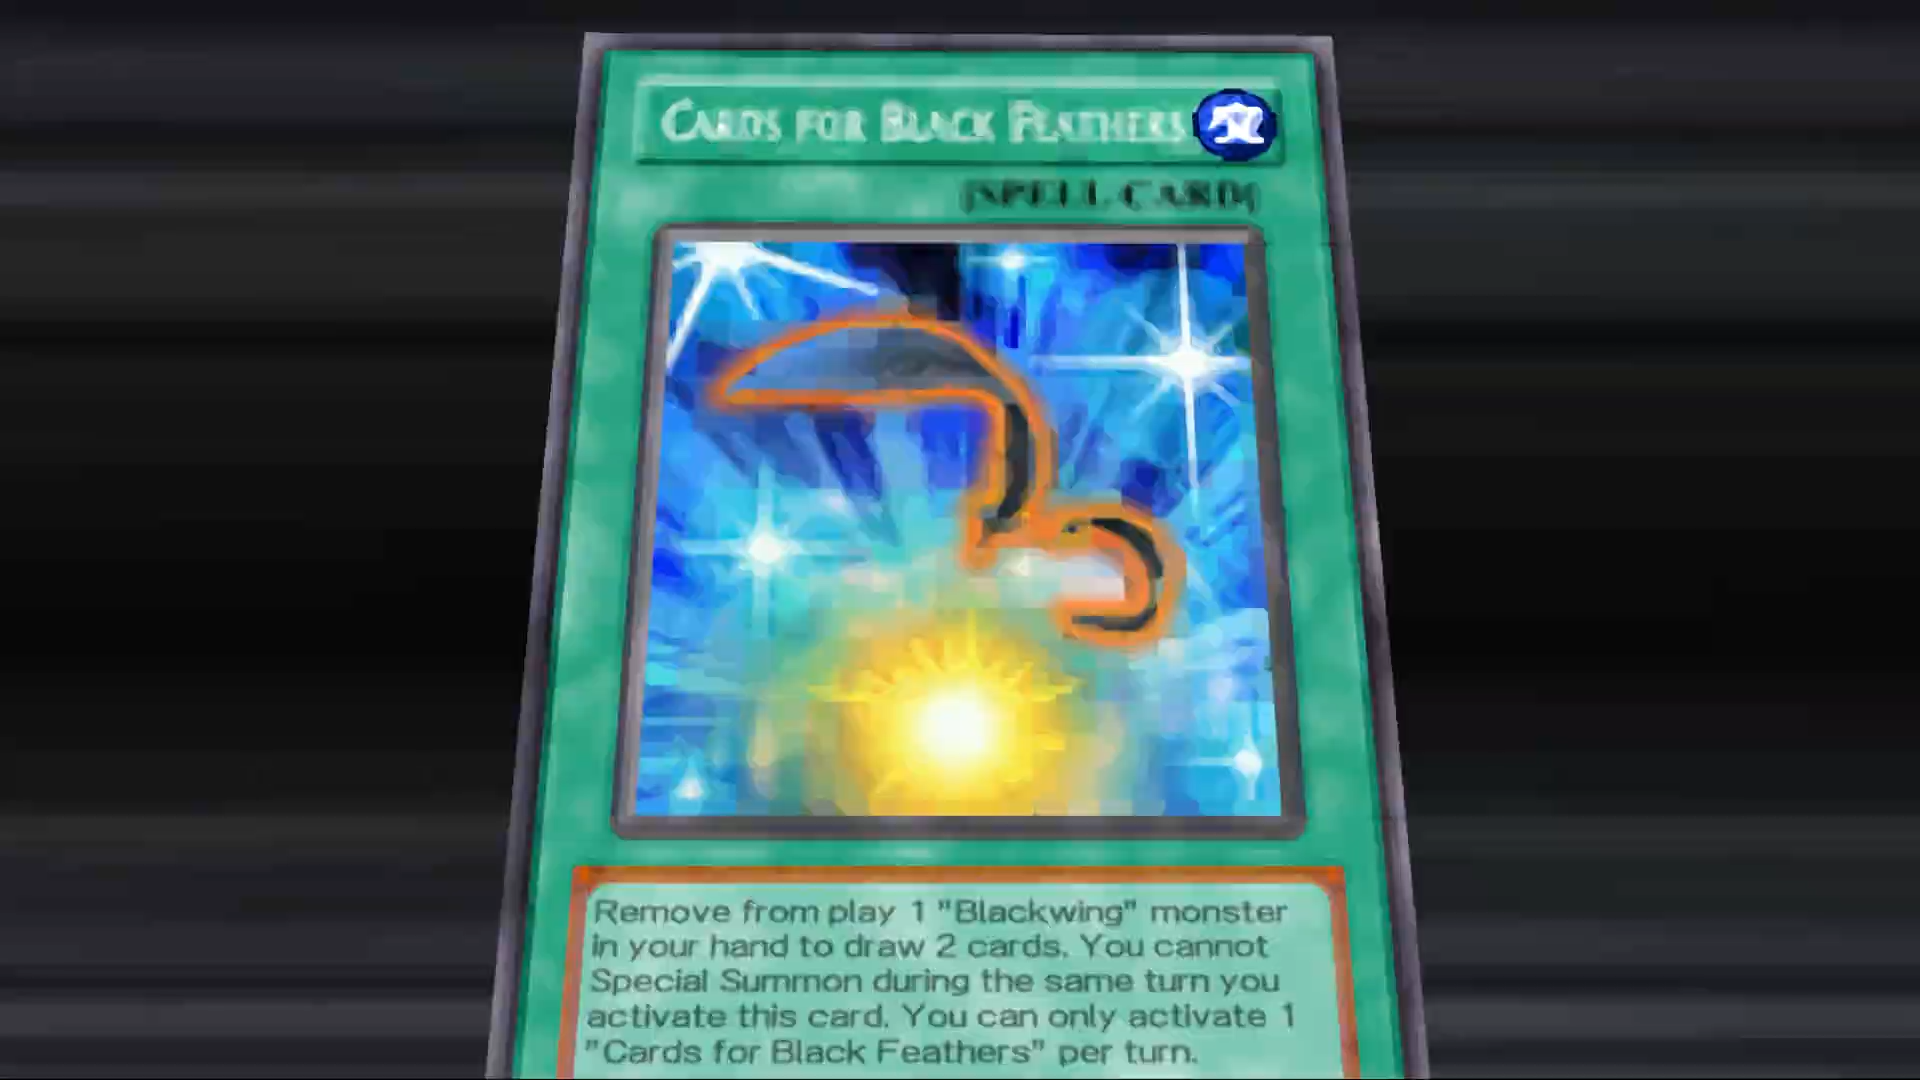 CARDS FOR BLACK FEATHERS
[SPELL CARD]
Remove from play 1 "Blackwing" monster
in your hand to draw 2 cards. You cannot
Special Summon during the same turn you
activate this card. You can only activate 1
"Cards for Black Feathers" per turn.